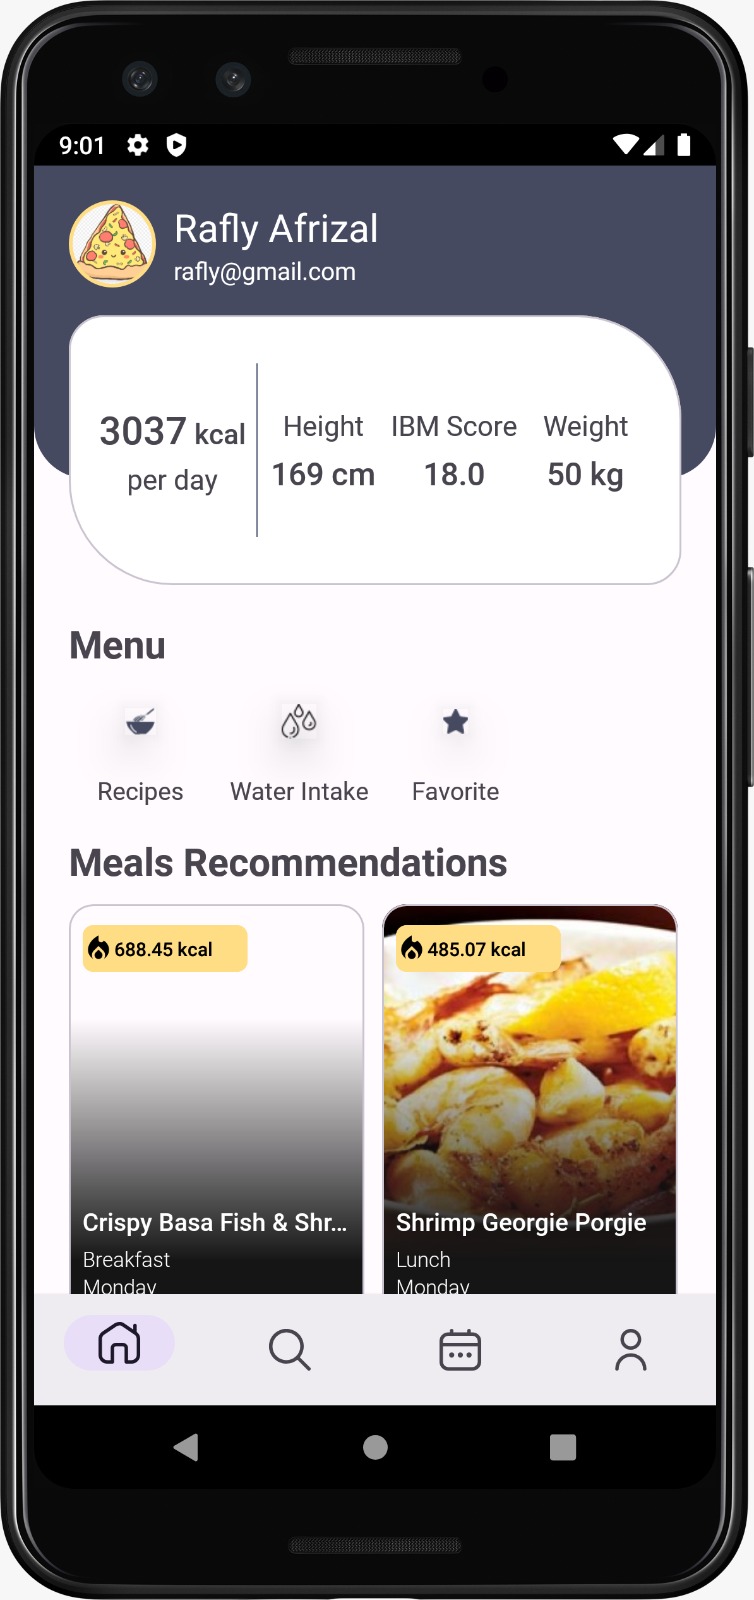 9:01
Rafly Afrizal
rafly@gmail.com
3037 kcal
per day
Height
169 cm
IBM Score
18.0
Weight
50 kg
Menu
Recipes
Water Intake
Favorite
Meals Recommendations
688.45 kcal
Crispy Basa Fish & Shr...
Breakfast
Monday
485.07 kcal
Shrimp Georgie Porgie
Lunch
Monday